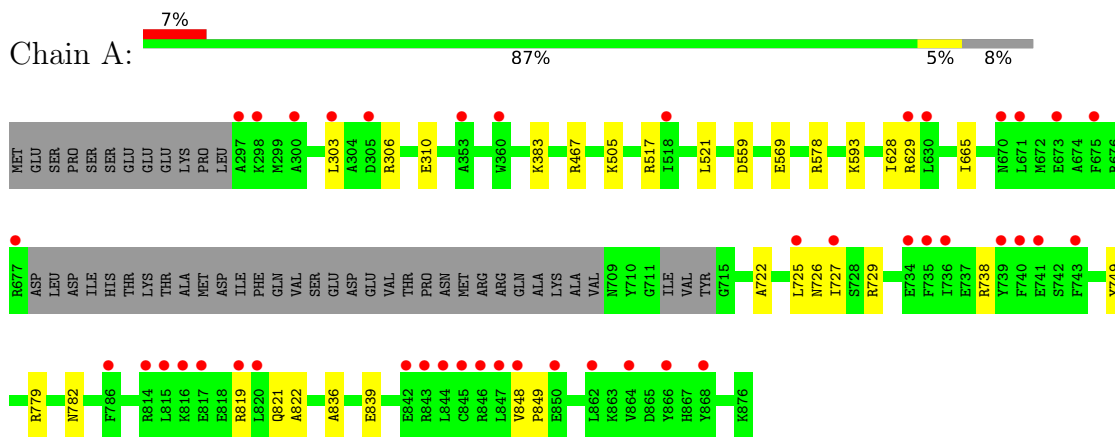 7%
Chain A:
87% 5% 8%
MET GLU SER PRO SER SER SER GLU GLU GLU LYS PRO LEU A297 K298 M299 A300 L303 A304 D305 R306 E310 A353 W360 K383 R467 K505 R517 I518 L521 D559 E569 R578 K593 I628 R629 L630 I665 N670 L671 M672 E673 A674 F675 R676
R677 ASP LEU ASP ILE HIS THR LYS THR ALA MET ASP ILE PHE GLN VAL SER GLU ASP GLU VAL THR PRO ASN MET ARG ARG GLN ALA LYS ALA VAL N709 Y710 G711 ILE VAL TYR G715 A722 L725 N726 I727 S728 R729 E734 F735 I736 E737 R738 Y739 F740 E741 S742 F743 Y749
R779 N782 F786 R814 L815 K816 E817 E818 R819 L820 Q821 A822 A836 E839 E842 R843 L844 C845 R846 L847 V848 P849 E850 L862 K863 V864 D865 Y866 H867 Y868 K876